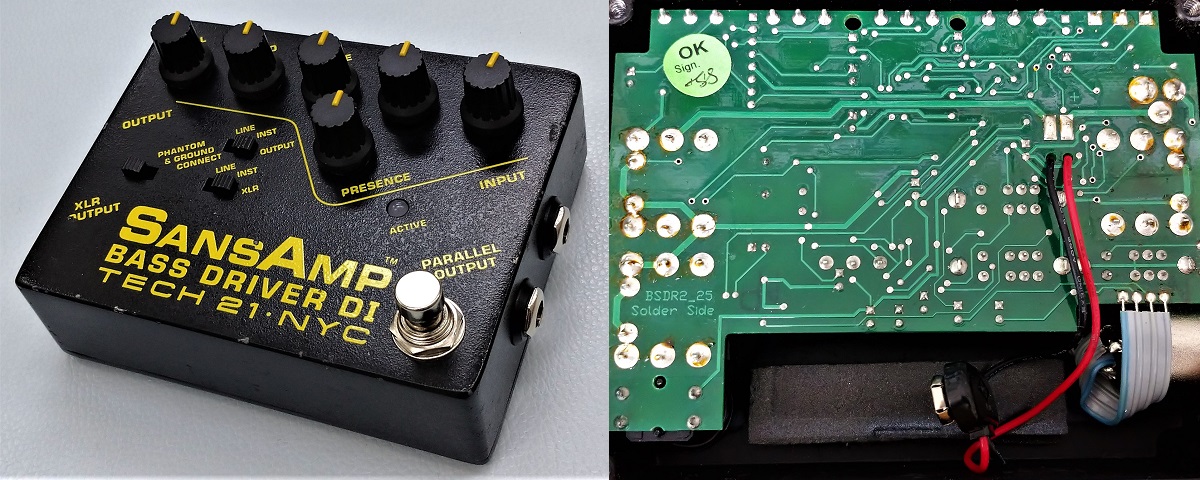 OUTPUT
LINE
INST
OUTPUT
PHANTOM
& GROUND
CONNECT
LINE
INST
XLR
XLR
OUTPUT
PRESENCE
INPUT
ACTIVE
PARALLEL
OUTPUT
SANSAMP™
BASS DRIVER DI
TECH 21·NYC
OK
Sign.
BSDR2_25
Solder Side